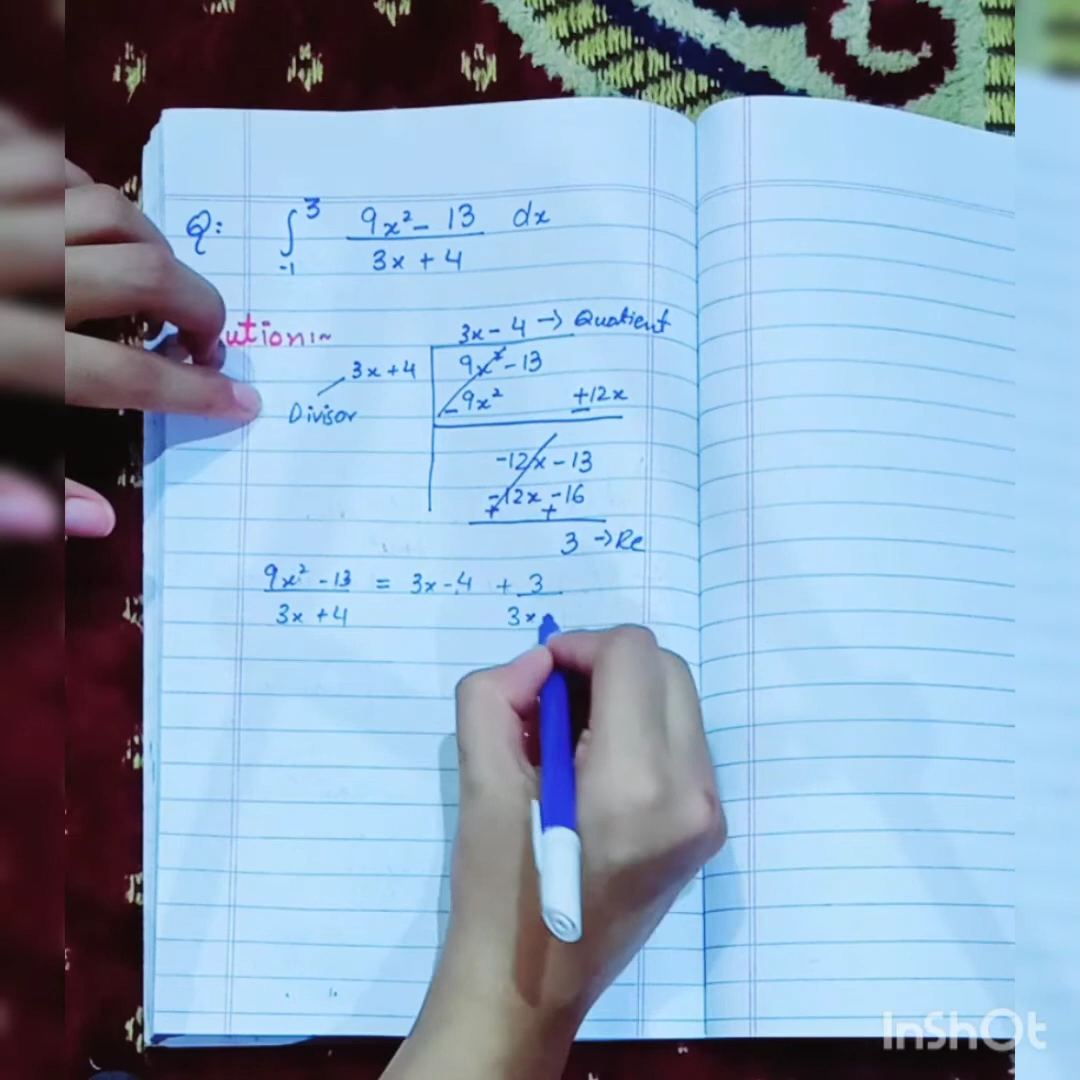 Q: ∫₋₁³ 9x² - 13 / 3x + 4 dx
ution:~
3x - 4 → Quotient
3x + 4 9x² - 13
Divisor - 9x² + 12x
-12x - 13
-12x - 16
+ +
3 → Re
9x² - 13 / 3x + 4 = 3x - 4 + 3 / 3x
InShOt